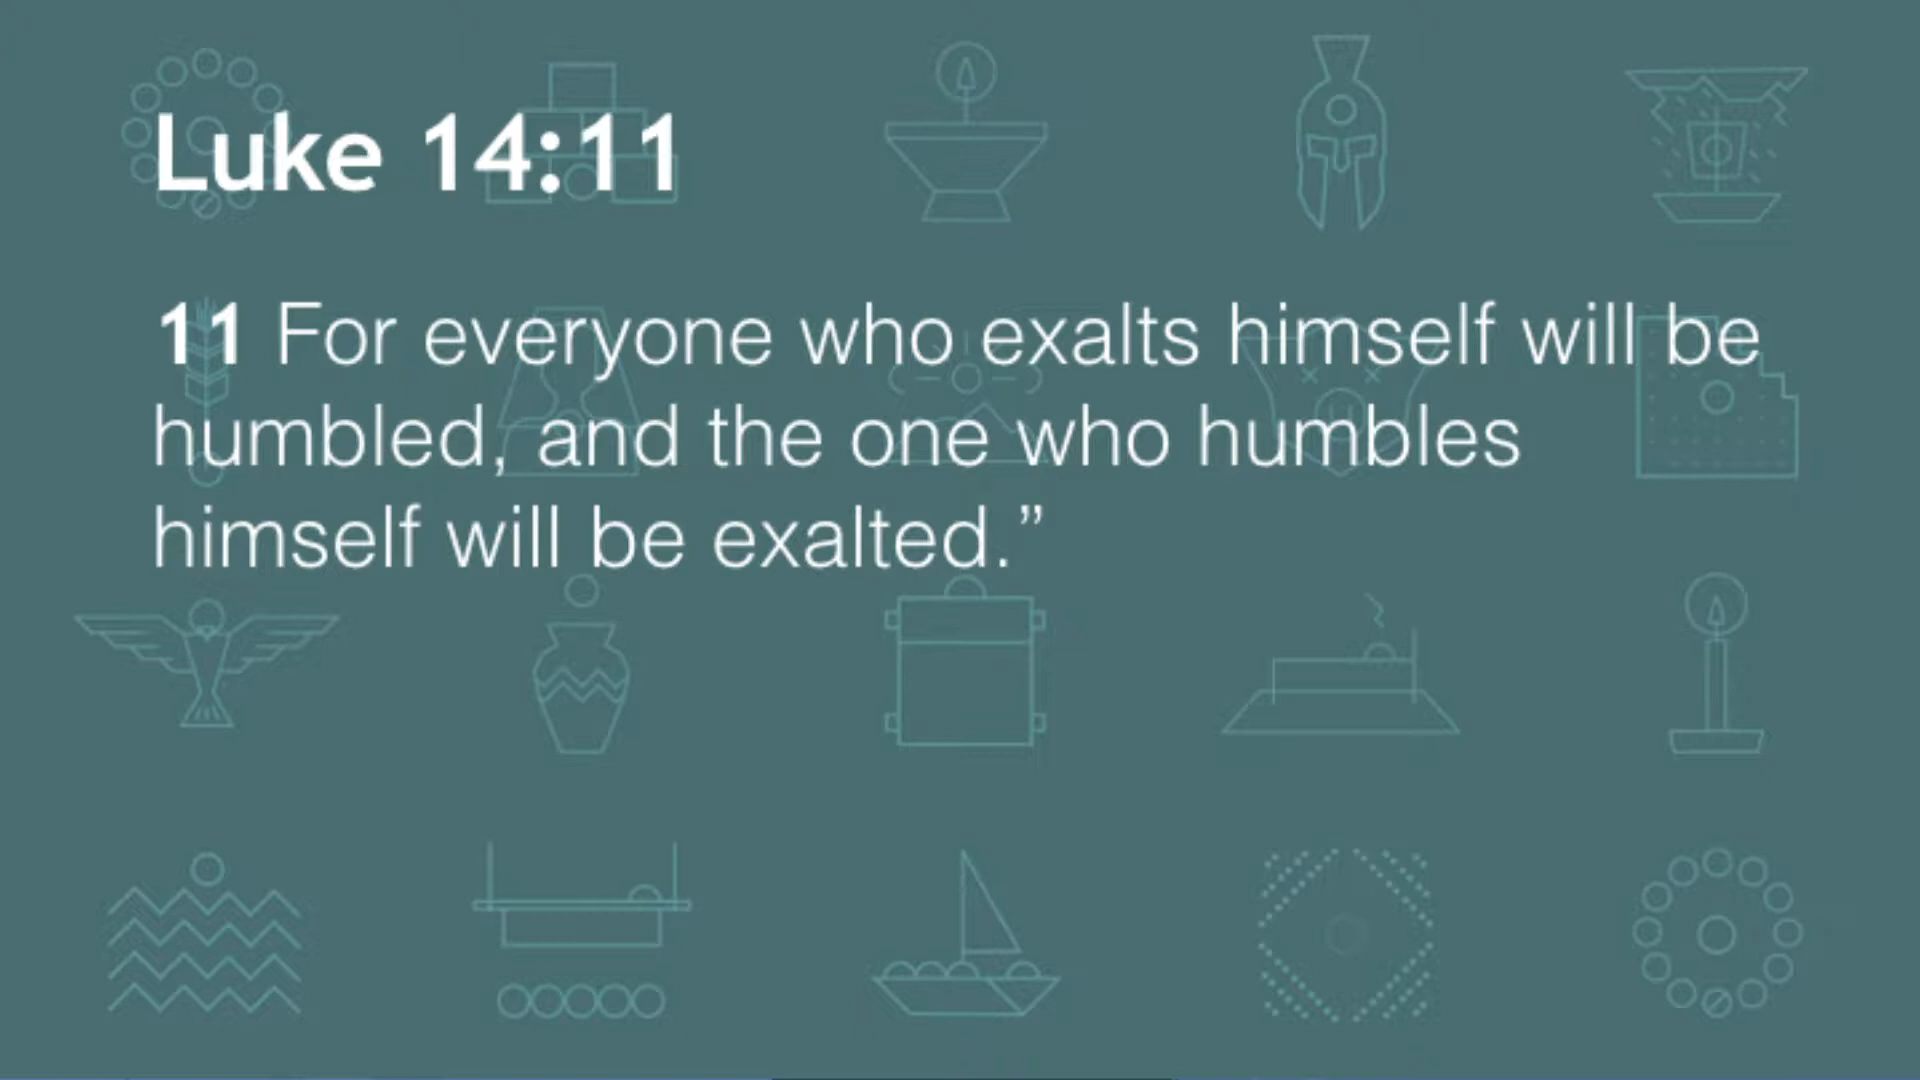 Luke 14:11
11 For everyone who exalts himself will be
humbled, and the one who humbles
himself will be exalted.”